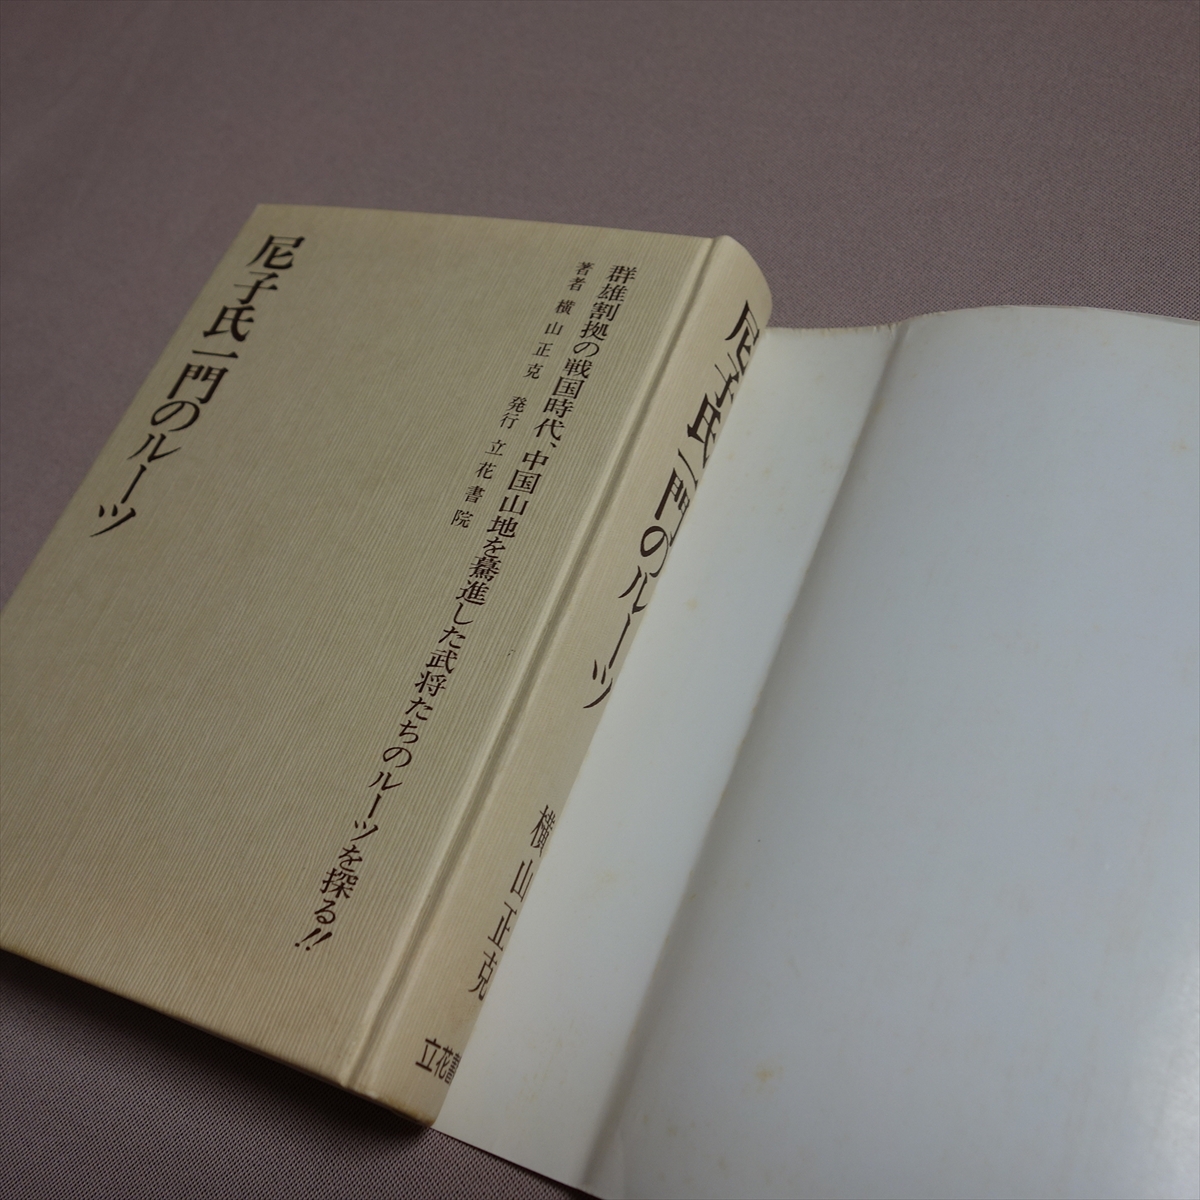 群雄割拠の戦国時代、中国山地を驀進した武将たちのルーツを探る!!
著者 横山正克 発行 立花書院
尼子氏一門のルーツ
尼子氏一門のルーツ
横山正克
立花書